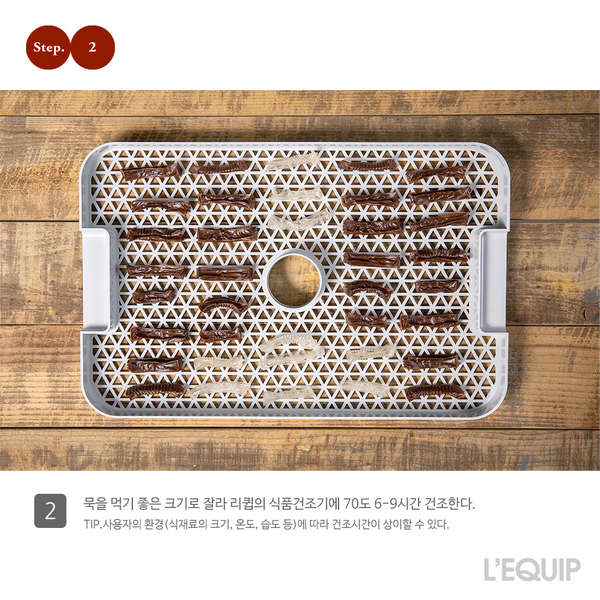 Step. 2
2 묵을 먹기 좋은 크기로 잘라 리큅의 식품건조기에 70도 6-9시간 건조한다.
TIP.사용자의 환경(식재료의 크기, 온도, 습도 등)에 따라 건조시간이 상이할 수 있다.
L'EQUIP